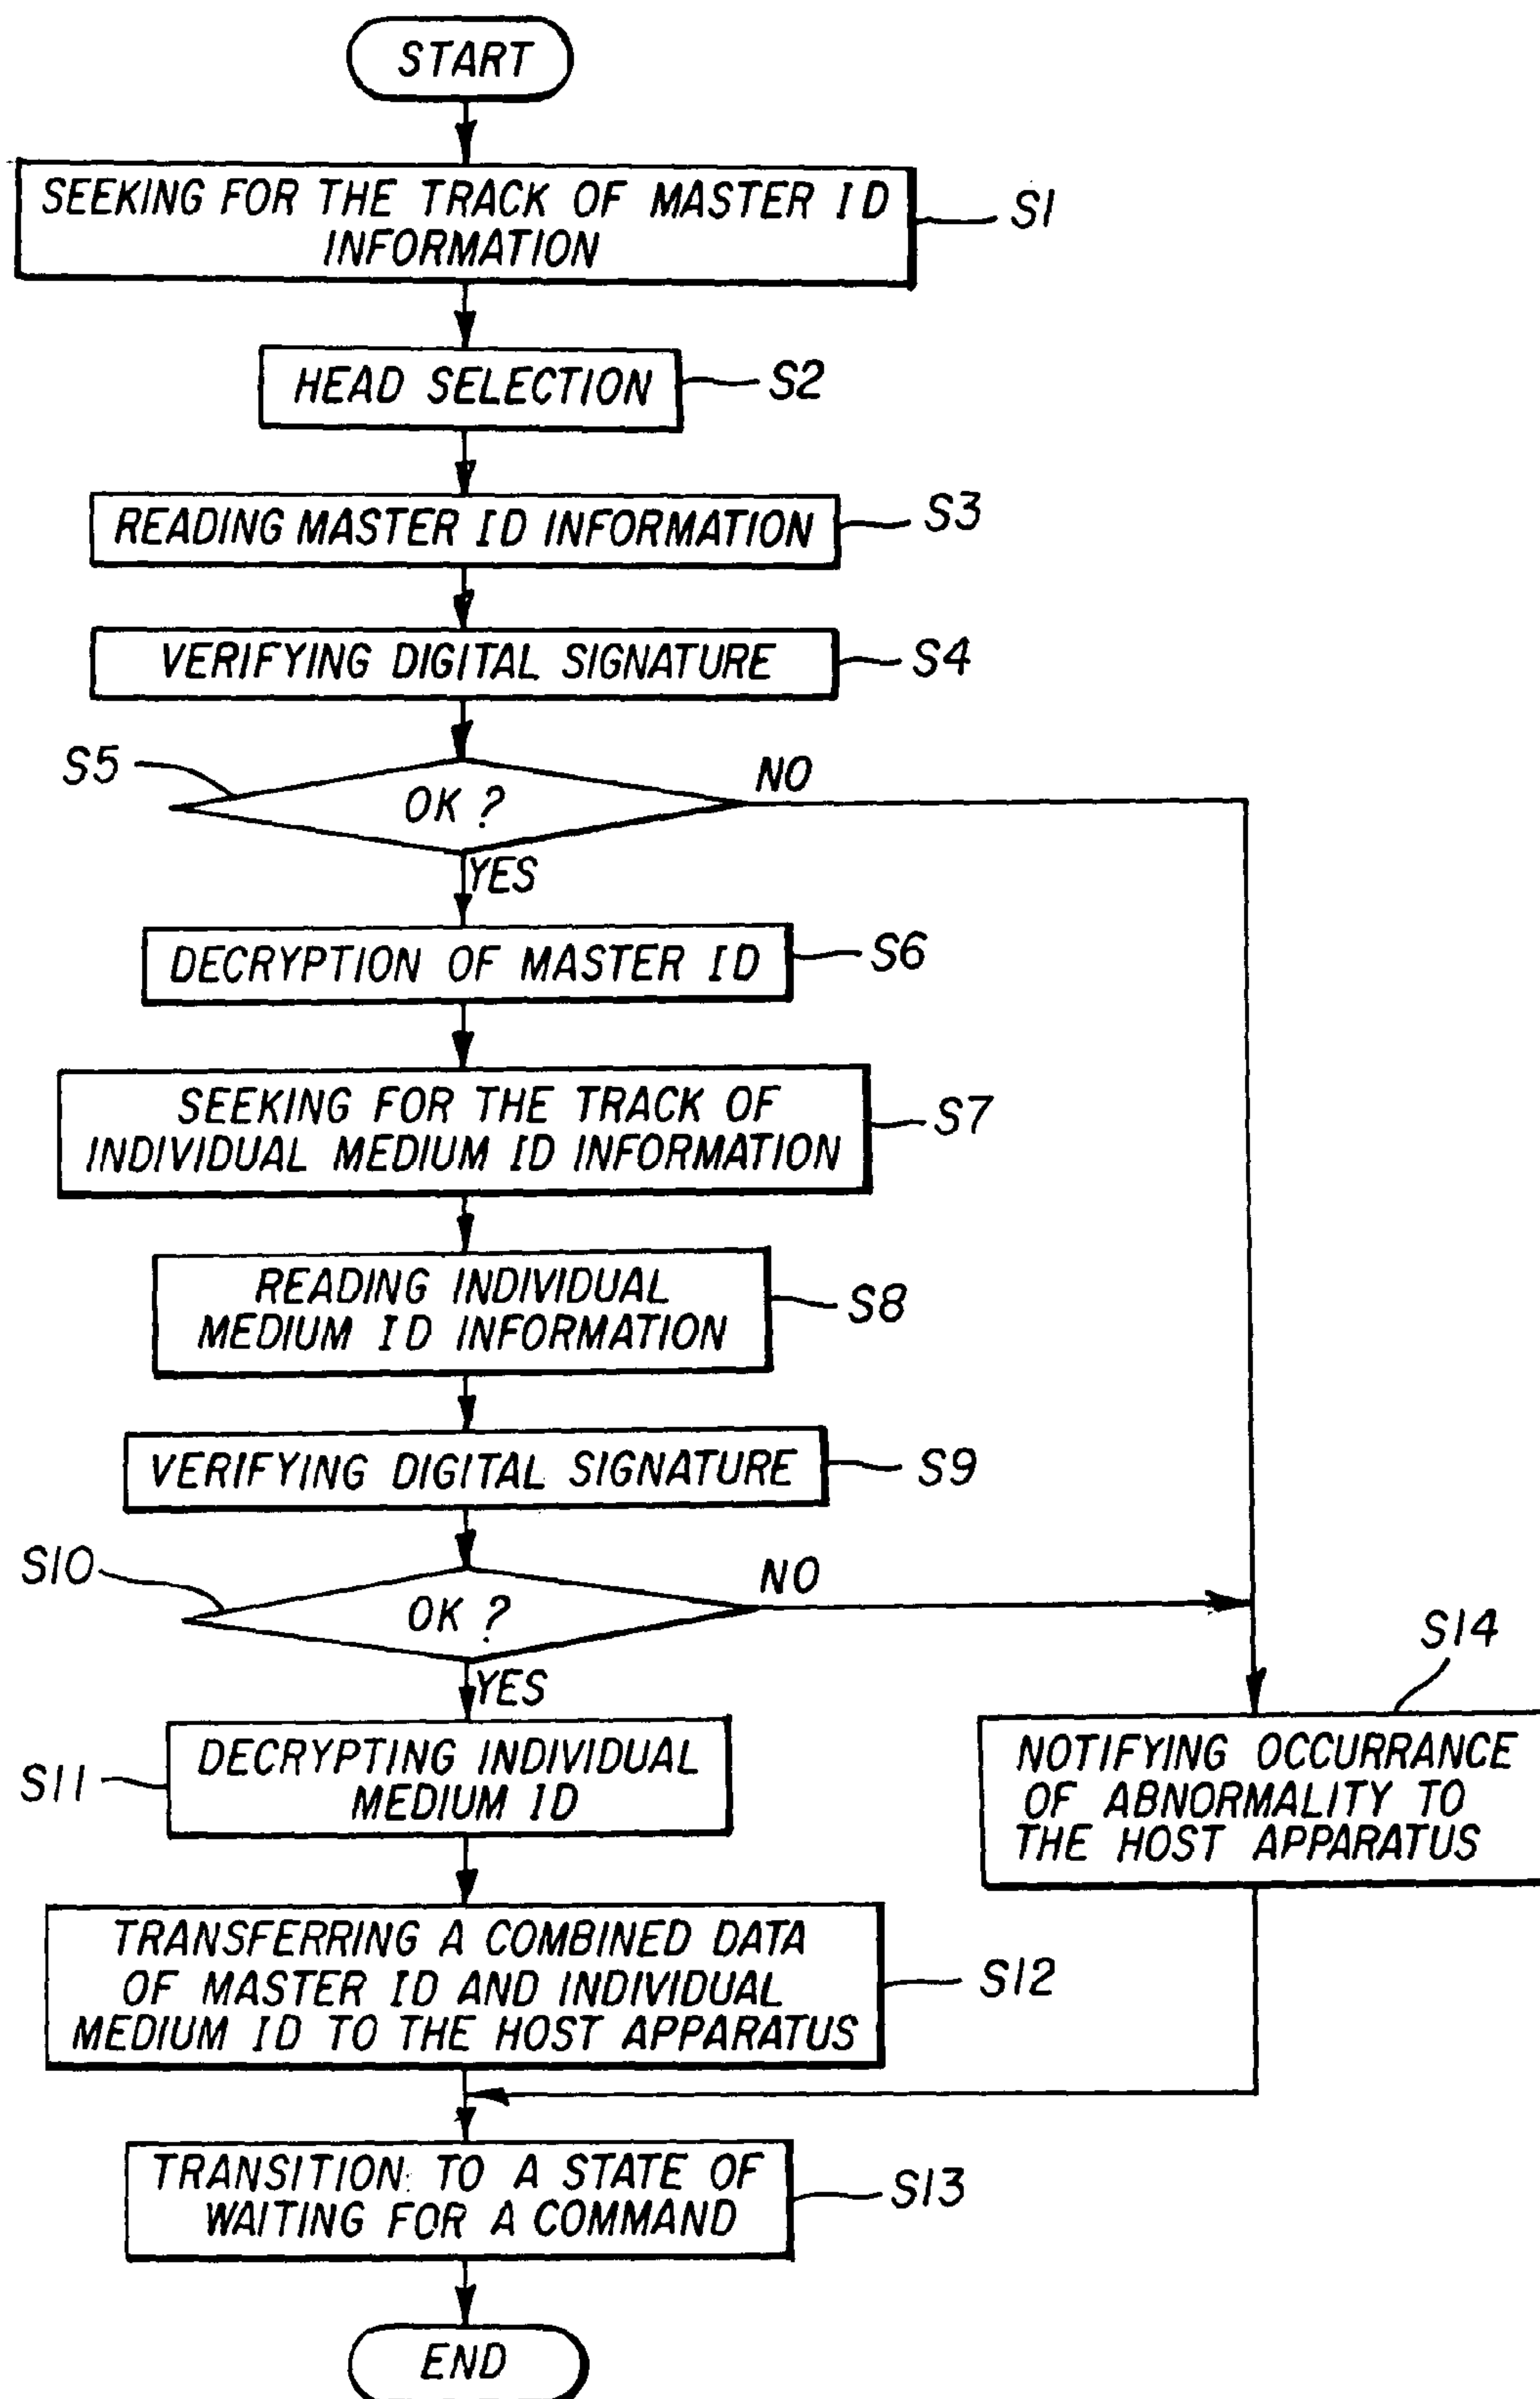 START
SEEKING FOR THE TRACK OF MASTER ID
INFORMATION
S1
HEAD SELECTION
S2
READING MASTER ID INFORMATION
S3
VERIFYING DIGITAL SIGNATURE
S4
S5
OK ?
NO
YES
DECRYPTION OF MASTER ID
S6
SEEKING FOR THE TRACK OF
INDIVIDUAL MEDIUM ID INFORMATION
S7
READING INDIVIDUAL
MEDIUM ID INFORMATION
S8
VERIFYING DIGITAL SIGNATURE
S9
S10
OK ?
NO
YES
S11
DECRYPTING INDIVIDUAL
MEDIUM ID
S14
NOTIFYING OCCURRANCE
OF ABNORMALITY TO
THE HOST APPARATUS
TRANSFERRING A COMBINED DATA
OF MASTER ID AND INDIVIDUAL
MEDIUM ID TO THE HOST APPARATUS
S12
TRANSITION TO A STATE OF
WAITING FOR A COMMAND
S13
END